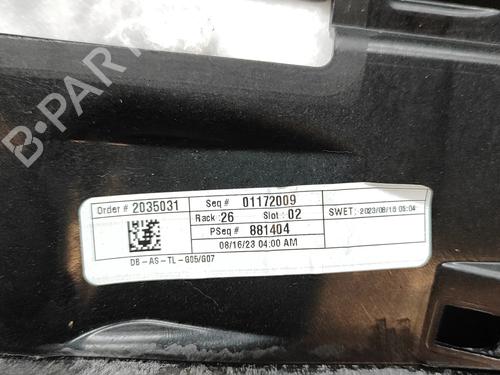 B-PARTS
Order # 2035031
Seq # 01172009
Rack: 26 Slot: 02
PSeq # 881404
08/16/23 04:00 AM
SWET: 2023/08/16 05:04
DB-AS-TL-G05/G07